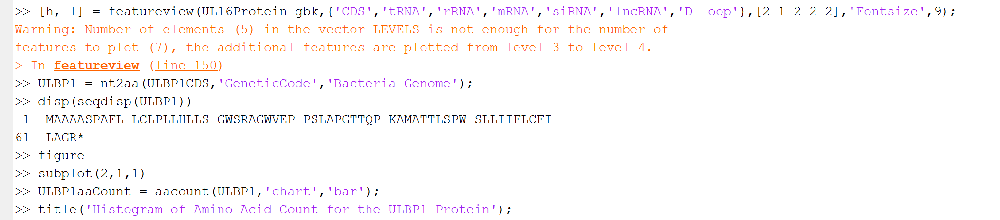 >> [h, l] = featureview(UL16Protein_gbk,{'CDS','tRNA','rRNA','mRNA','siRNA','lncRNA','D_loop'},[2 1 2 2 2],'Fontsize',9);
Warning: Number of elements (5) in the vector LEVELS is not enough for the number of
features to plot (7), the additional features are plotted from level 3 to level 4.
> In featureview (line 150)
>> ULBP1 = nt2aa(ULBP1CDS,'GeneticCode','Bacteria Genome');
>> disp(seqdisp(ULBP1))
1  MAAAASPAFL LCLPLLHLLS GWSRAGWVEP PSLAPGTTQP KAMATTLSPW SLLIIFLCFI
61  LAGR*
>> figure
>> subplot(2,1,1)
>> ULBP1aaCount = aacount(ULBP1,'chart','bar');
>> title('Histogram of Amino Acid Count for the ULBP1 Protein');